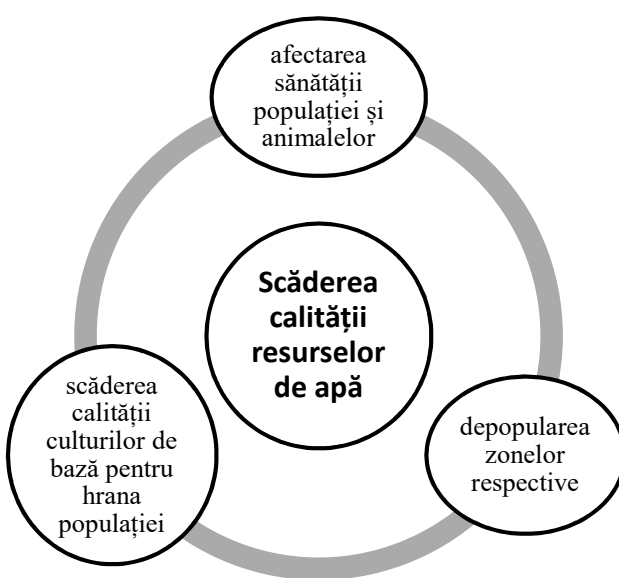 afectarea
sănătății
populației și
animalelor
Scăderea
calității
resurselor
de apă
scăderea
calității
culturilor de
bază pentru
hrana
populației
depopularea
zonelor
respective